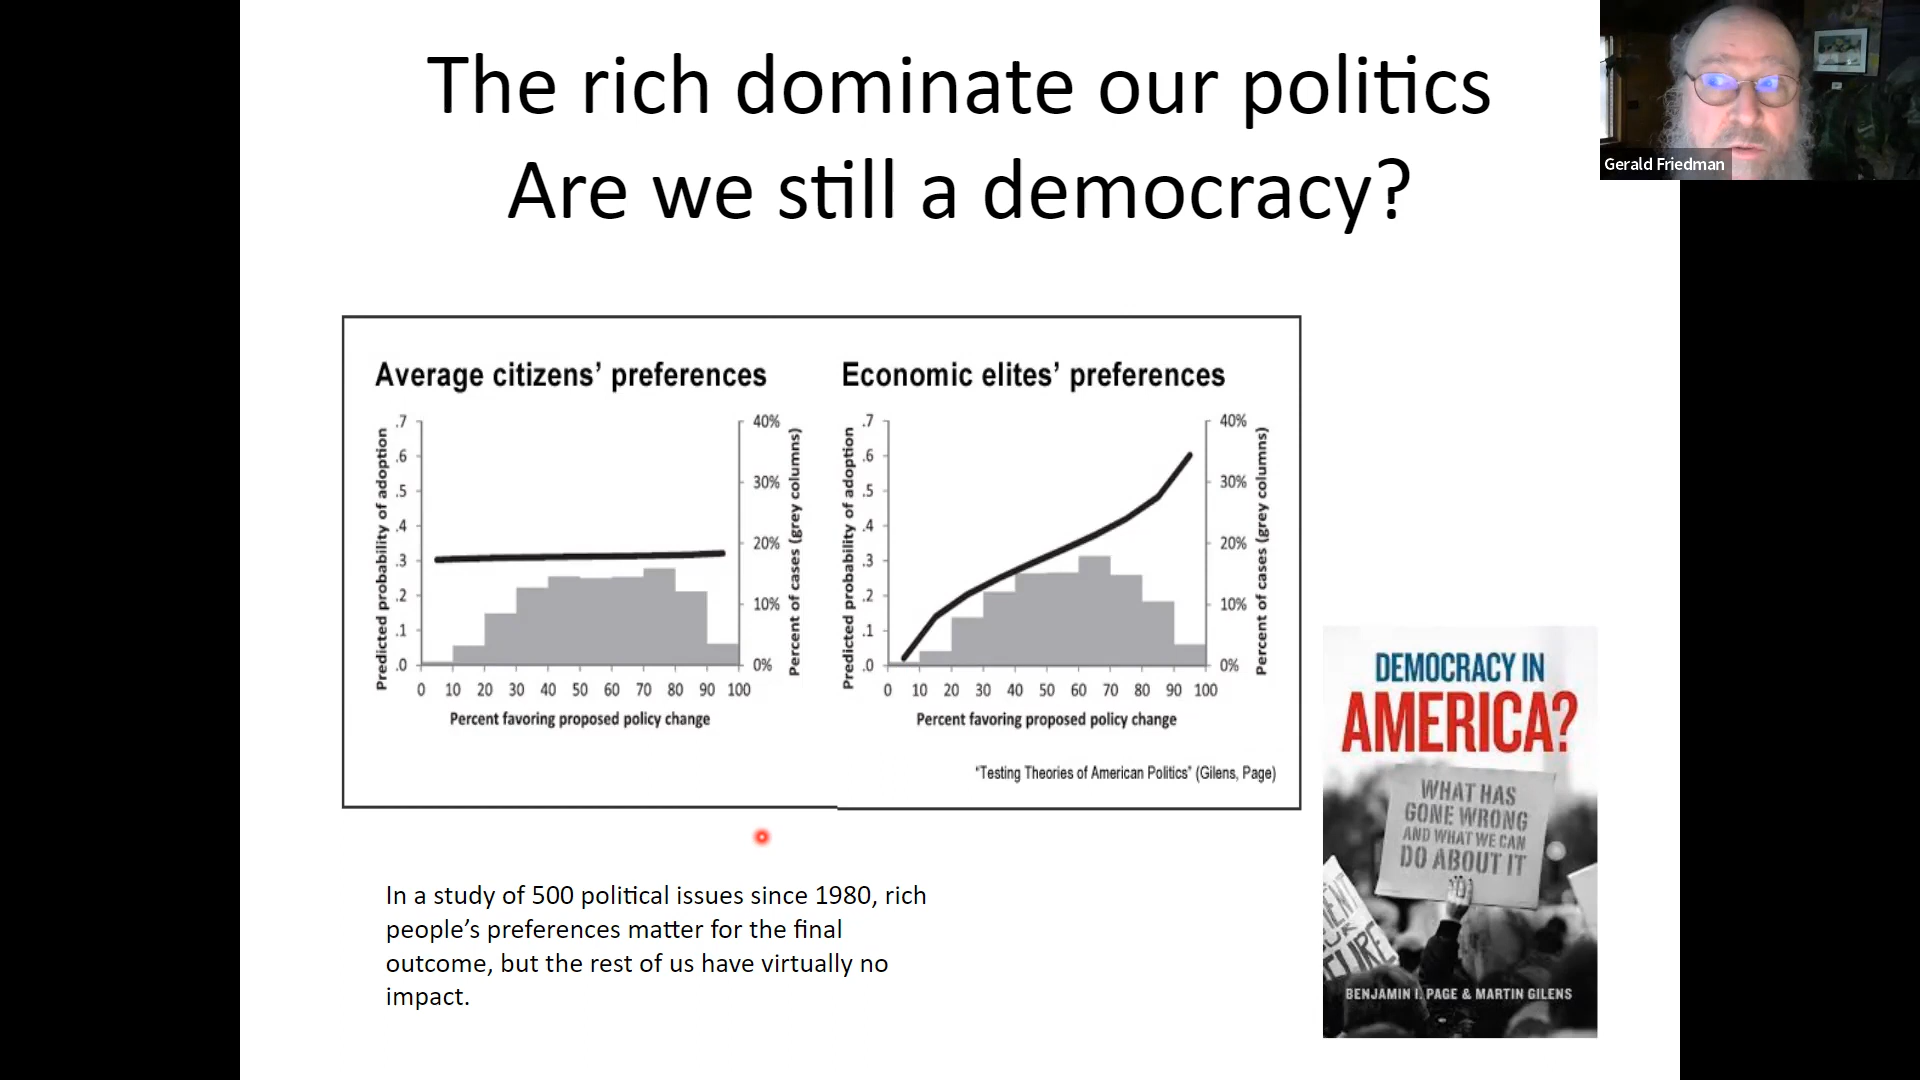 The rich dominate our politics
Are we still a democracy?
Gerald Friedman
Average citizens’ preferences
Predicted probability of adoption
.7
.6
.5
.4
.3
.2
.1
.0
40%
30%
20%
10%
0%
Percent of cases (grey columns)
0 10 20 30 40 50 60 70 80 90 100
Percent favoring proposed policy change
Economic elites’ preferences
Predicted probability of adoption
.7
.6
.5
.4
.3
.2
.1
.0
40%
30%
20%
10%
0%
Percent of cases (grey columns)
0 10 20 30 40 50 60 70 80 90 100
Percent favoring proposed policy change
“Testing Theories of American Politics” (Gilens, Page)
In a study of 500 political issues since 1980, rich
people’s preferences matter for the final
outcome, but the rest of us have virtually no
impact.
DEMOCRACY IN
AMERICA?
WHAT HAS
GONE WRONG
AND WHAT WE CAN
DO ABOUT IT
BENJAMIN I. PAGE & MARTIN GILENS